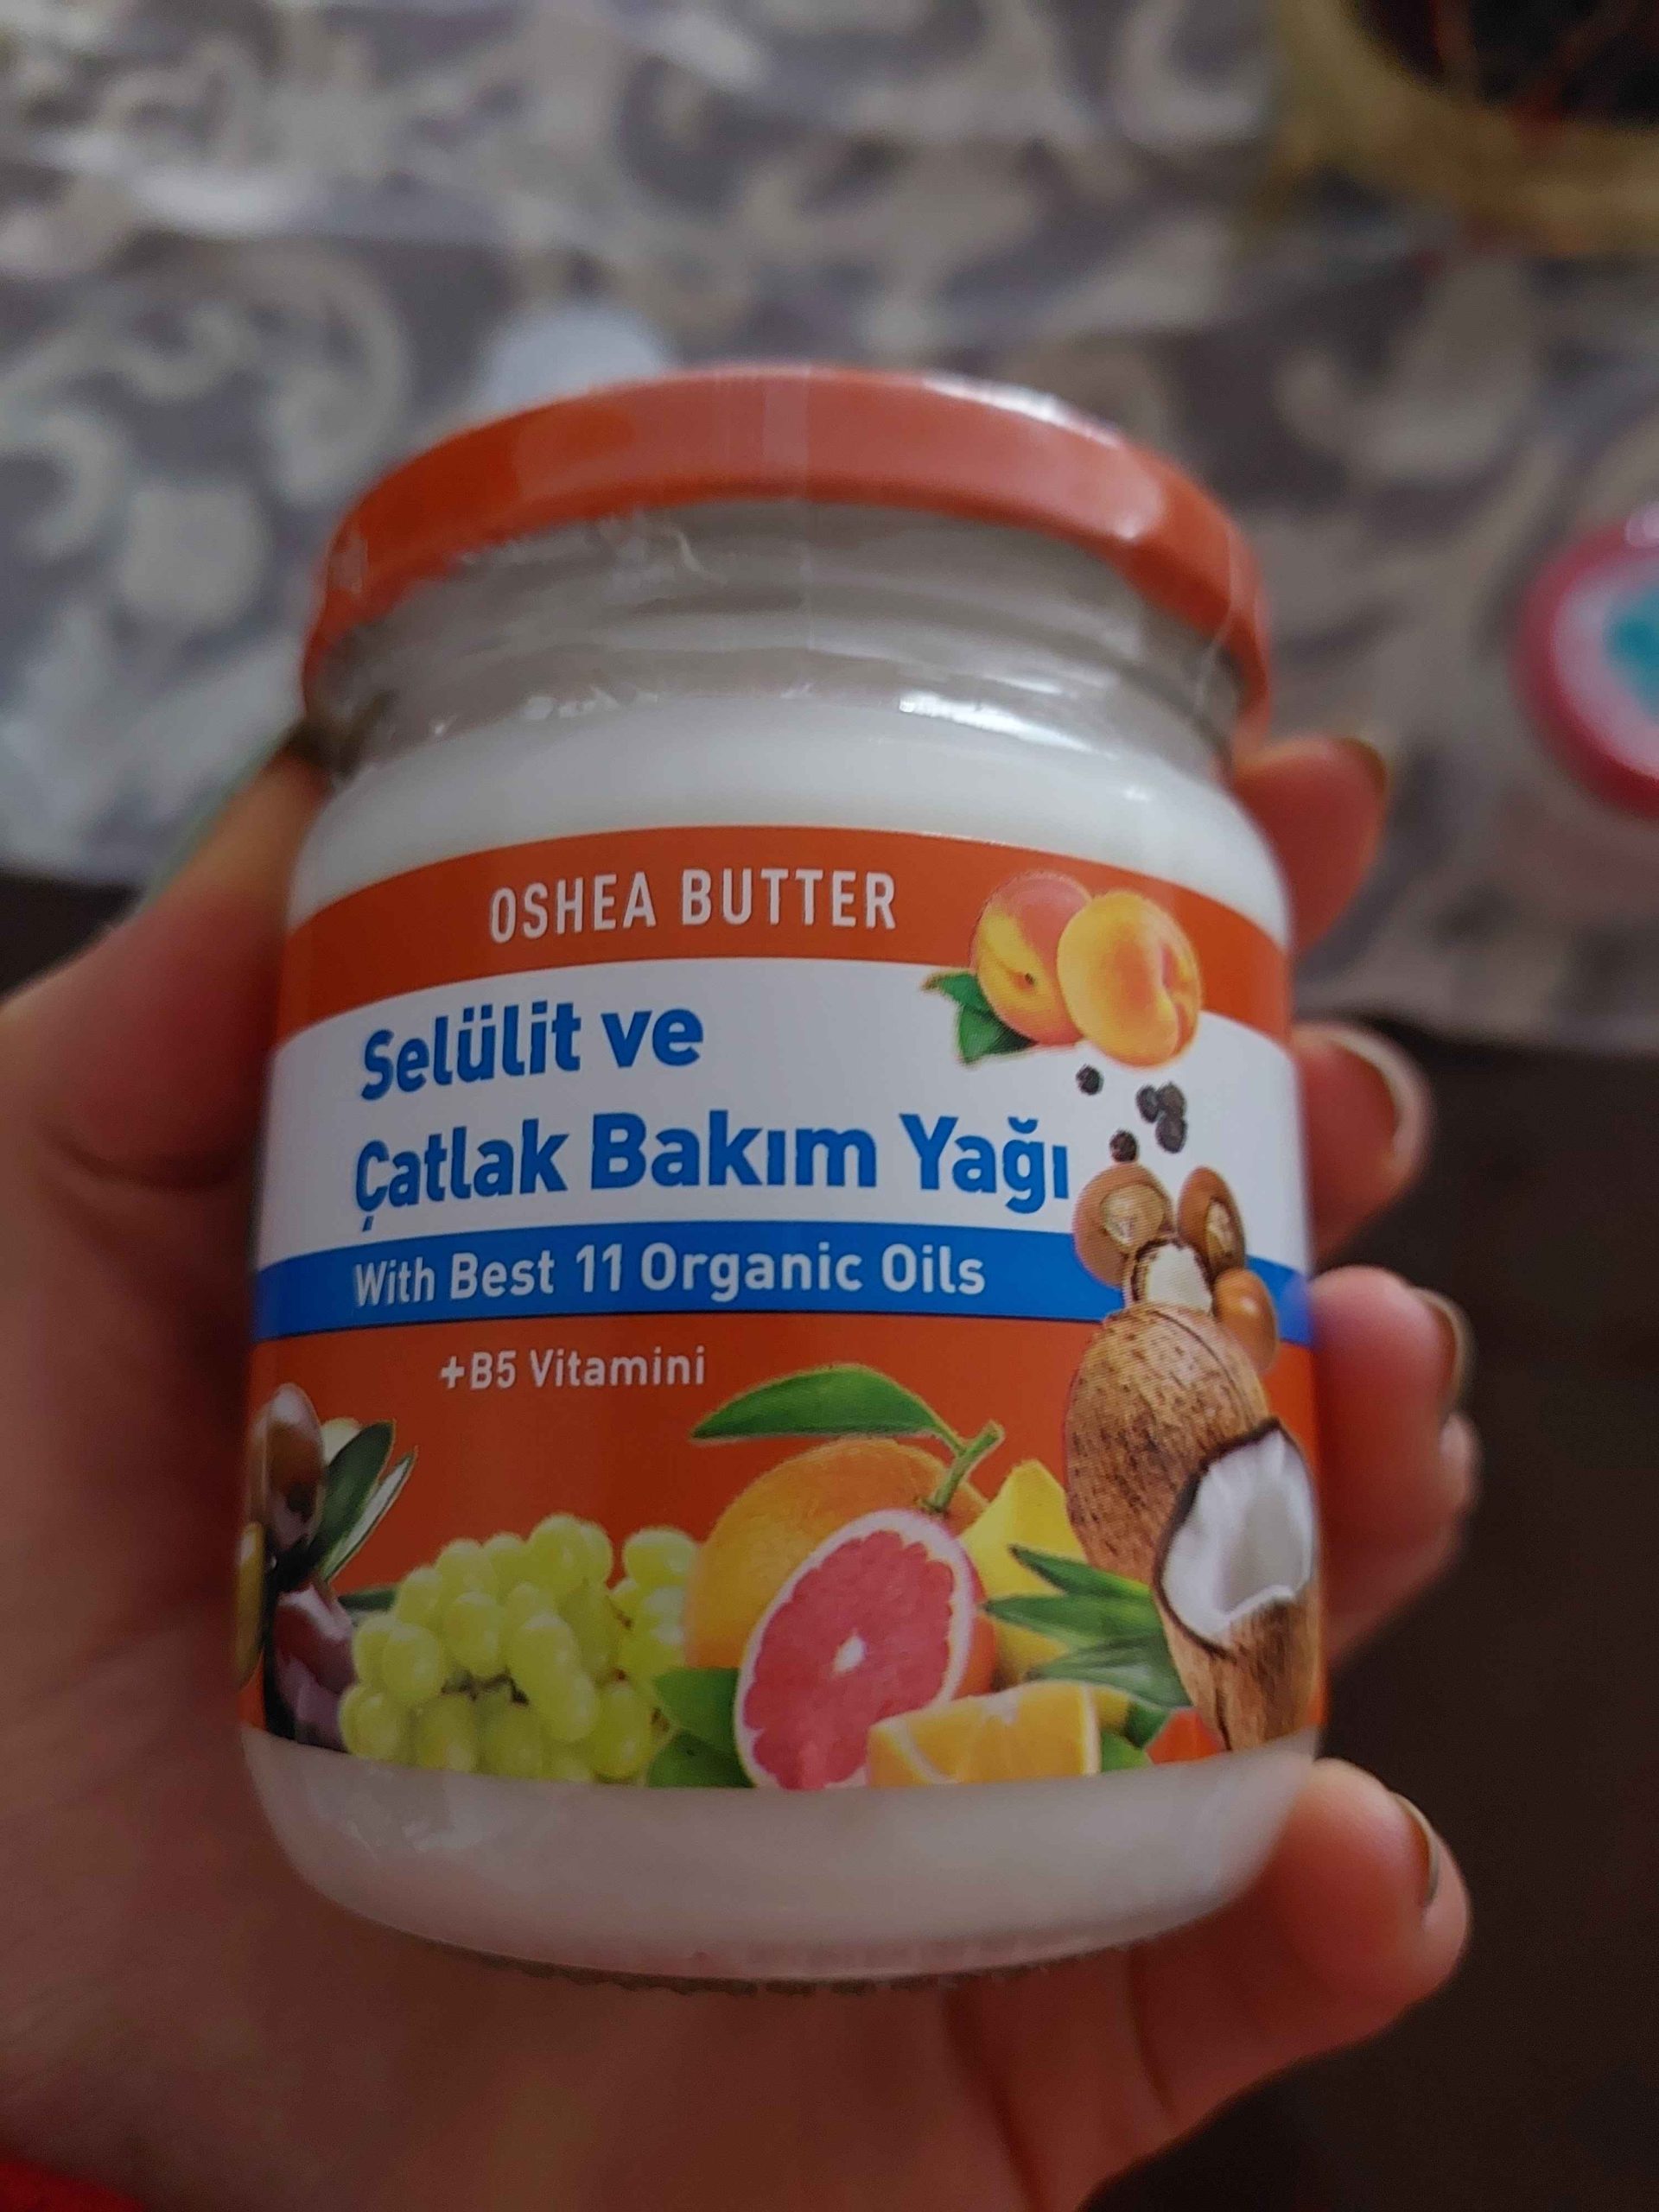 OSHEA BUTTER
Selülit ve
Çatlak Bakım Yağı
With Best 11 Organic Oils
+B5 Vitamini